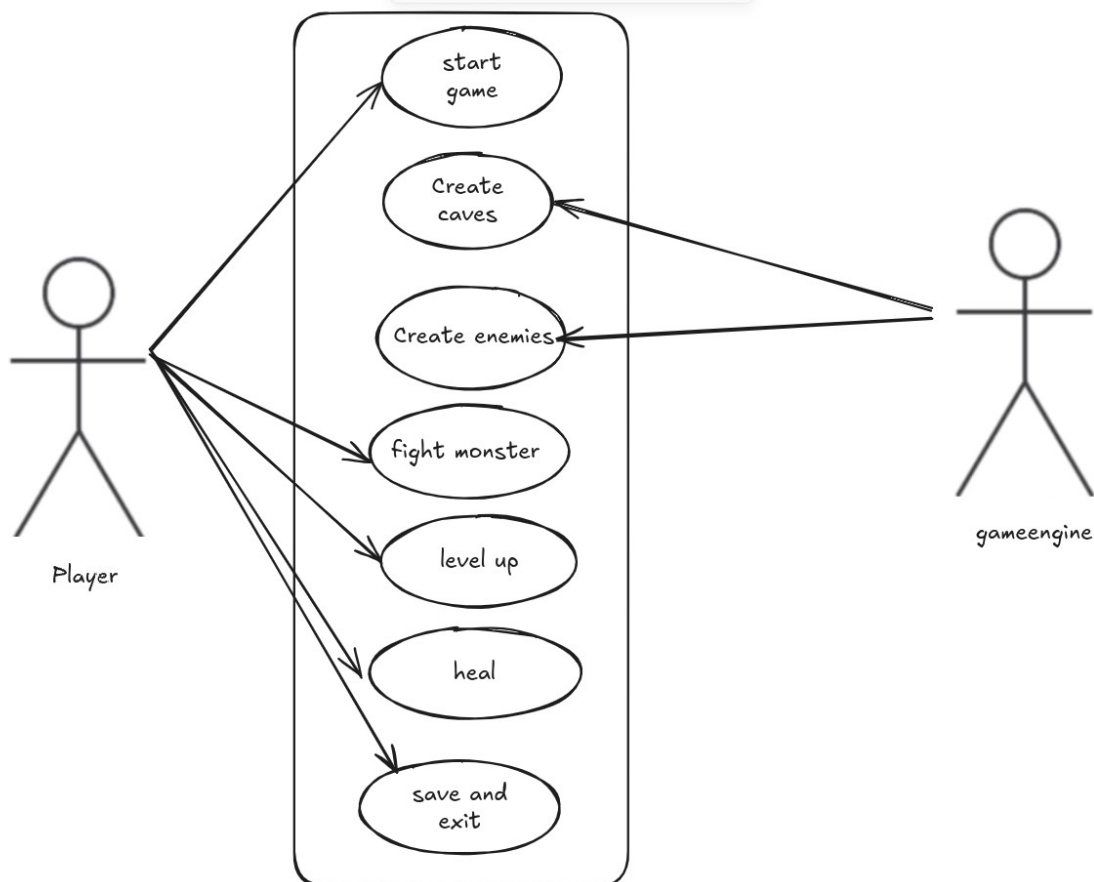 start
game
Create
caves
Create enemies
fight monster
level up
heal
save and
exit
Player
gameengine